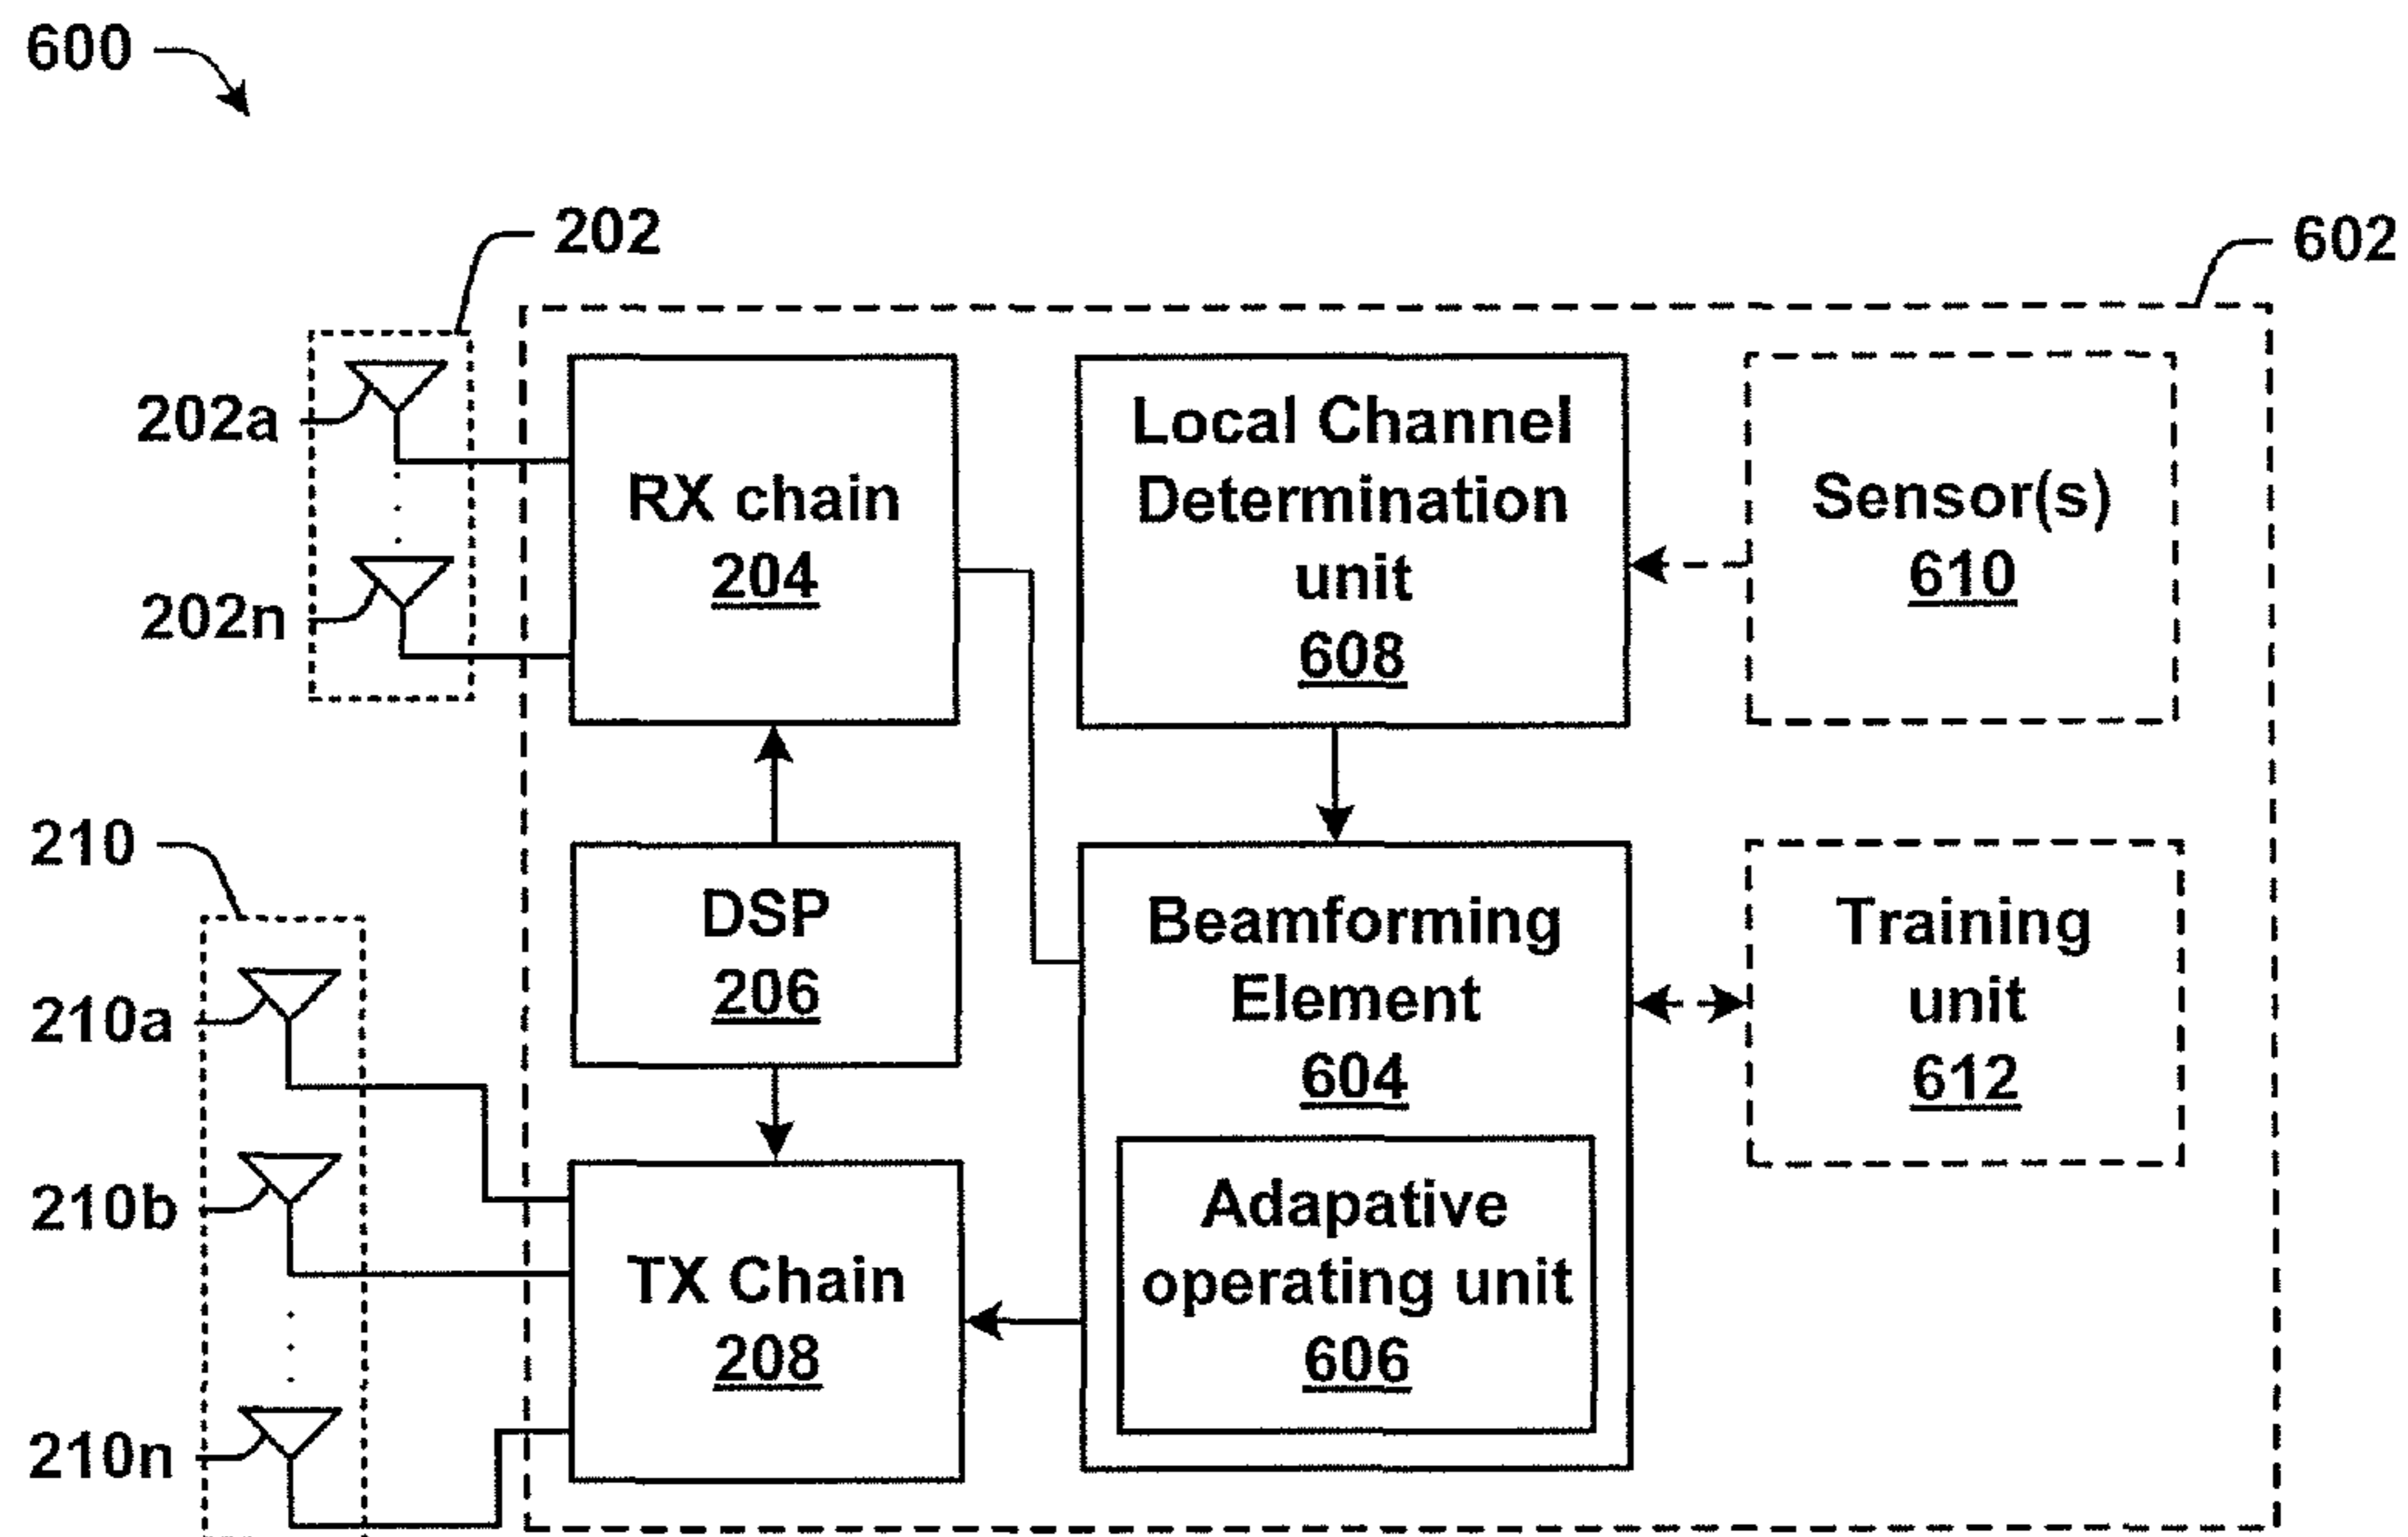 600
202
602
202a
202n
RX chain
204
Local Channel
Determination
unit
608
Sensor(s)
610
210
210a
210b
210n
DSP
206
Beamforming
Element
604
Training
unit
612
TX Chain
208
Adapative
operating unit
606